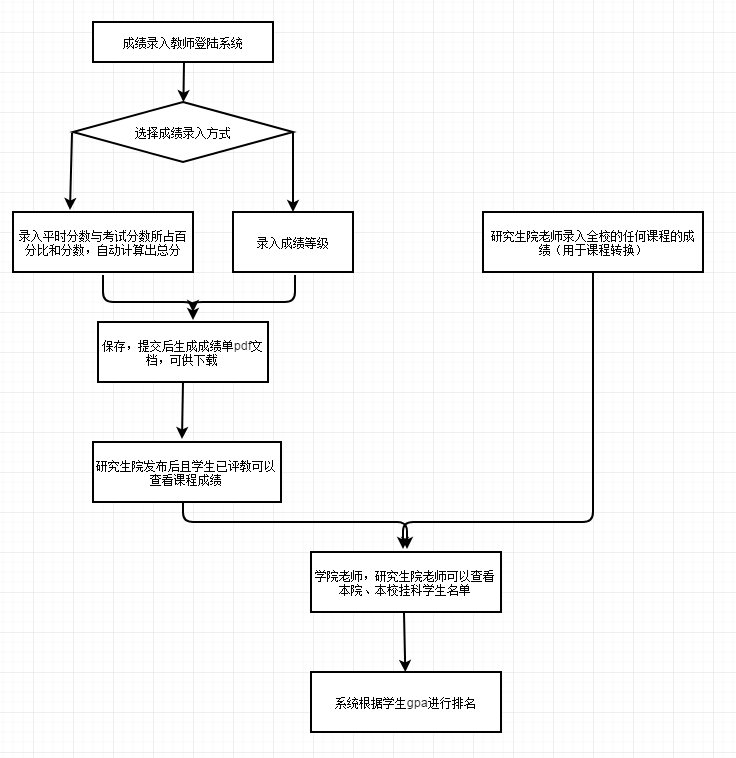 成绩录入教师登陆系统
选择成绩录入方式
录入平时分数与考试分数所占百
分比和分数，自动计算出总分
录入成绩等级
研究生院老师录入全校的任何课程的成
绩（用于课程转换）
保存，提交后生成成绩单pdf文
档，可供下载
研究生院发布后且学生已评教可以
查看课程成绩
学院老师，研究生院老师可以查看
本院、本校挂科学生名单
系统根据学生gpa进行排名